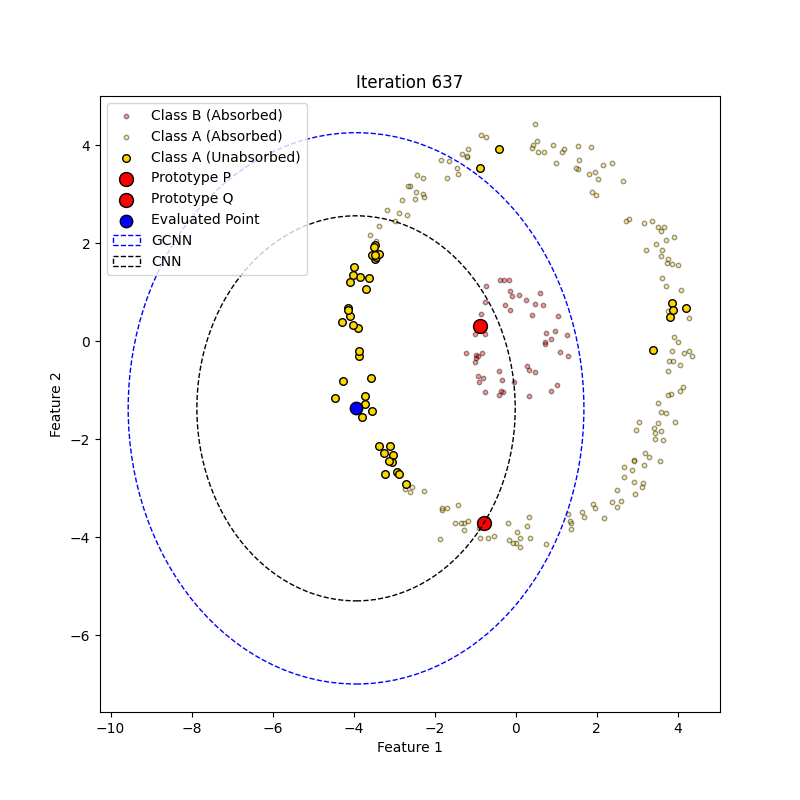 Iteration 637
Class B (Absorbed)
Class A (Absorbed)
Class A (Unabsorbed)
Prototype P
Prototype Q
Evaluated Point
GCNN
CNN
4
2
0
−2
−4
−6
Feature 2
−10
−8
−6
−4
−2
0
2
4
Feature 1